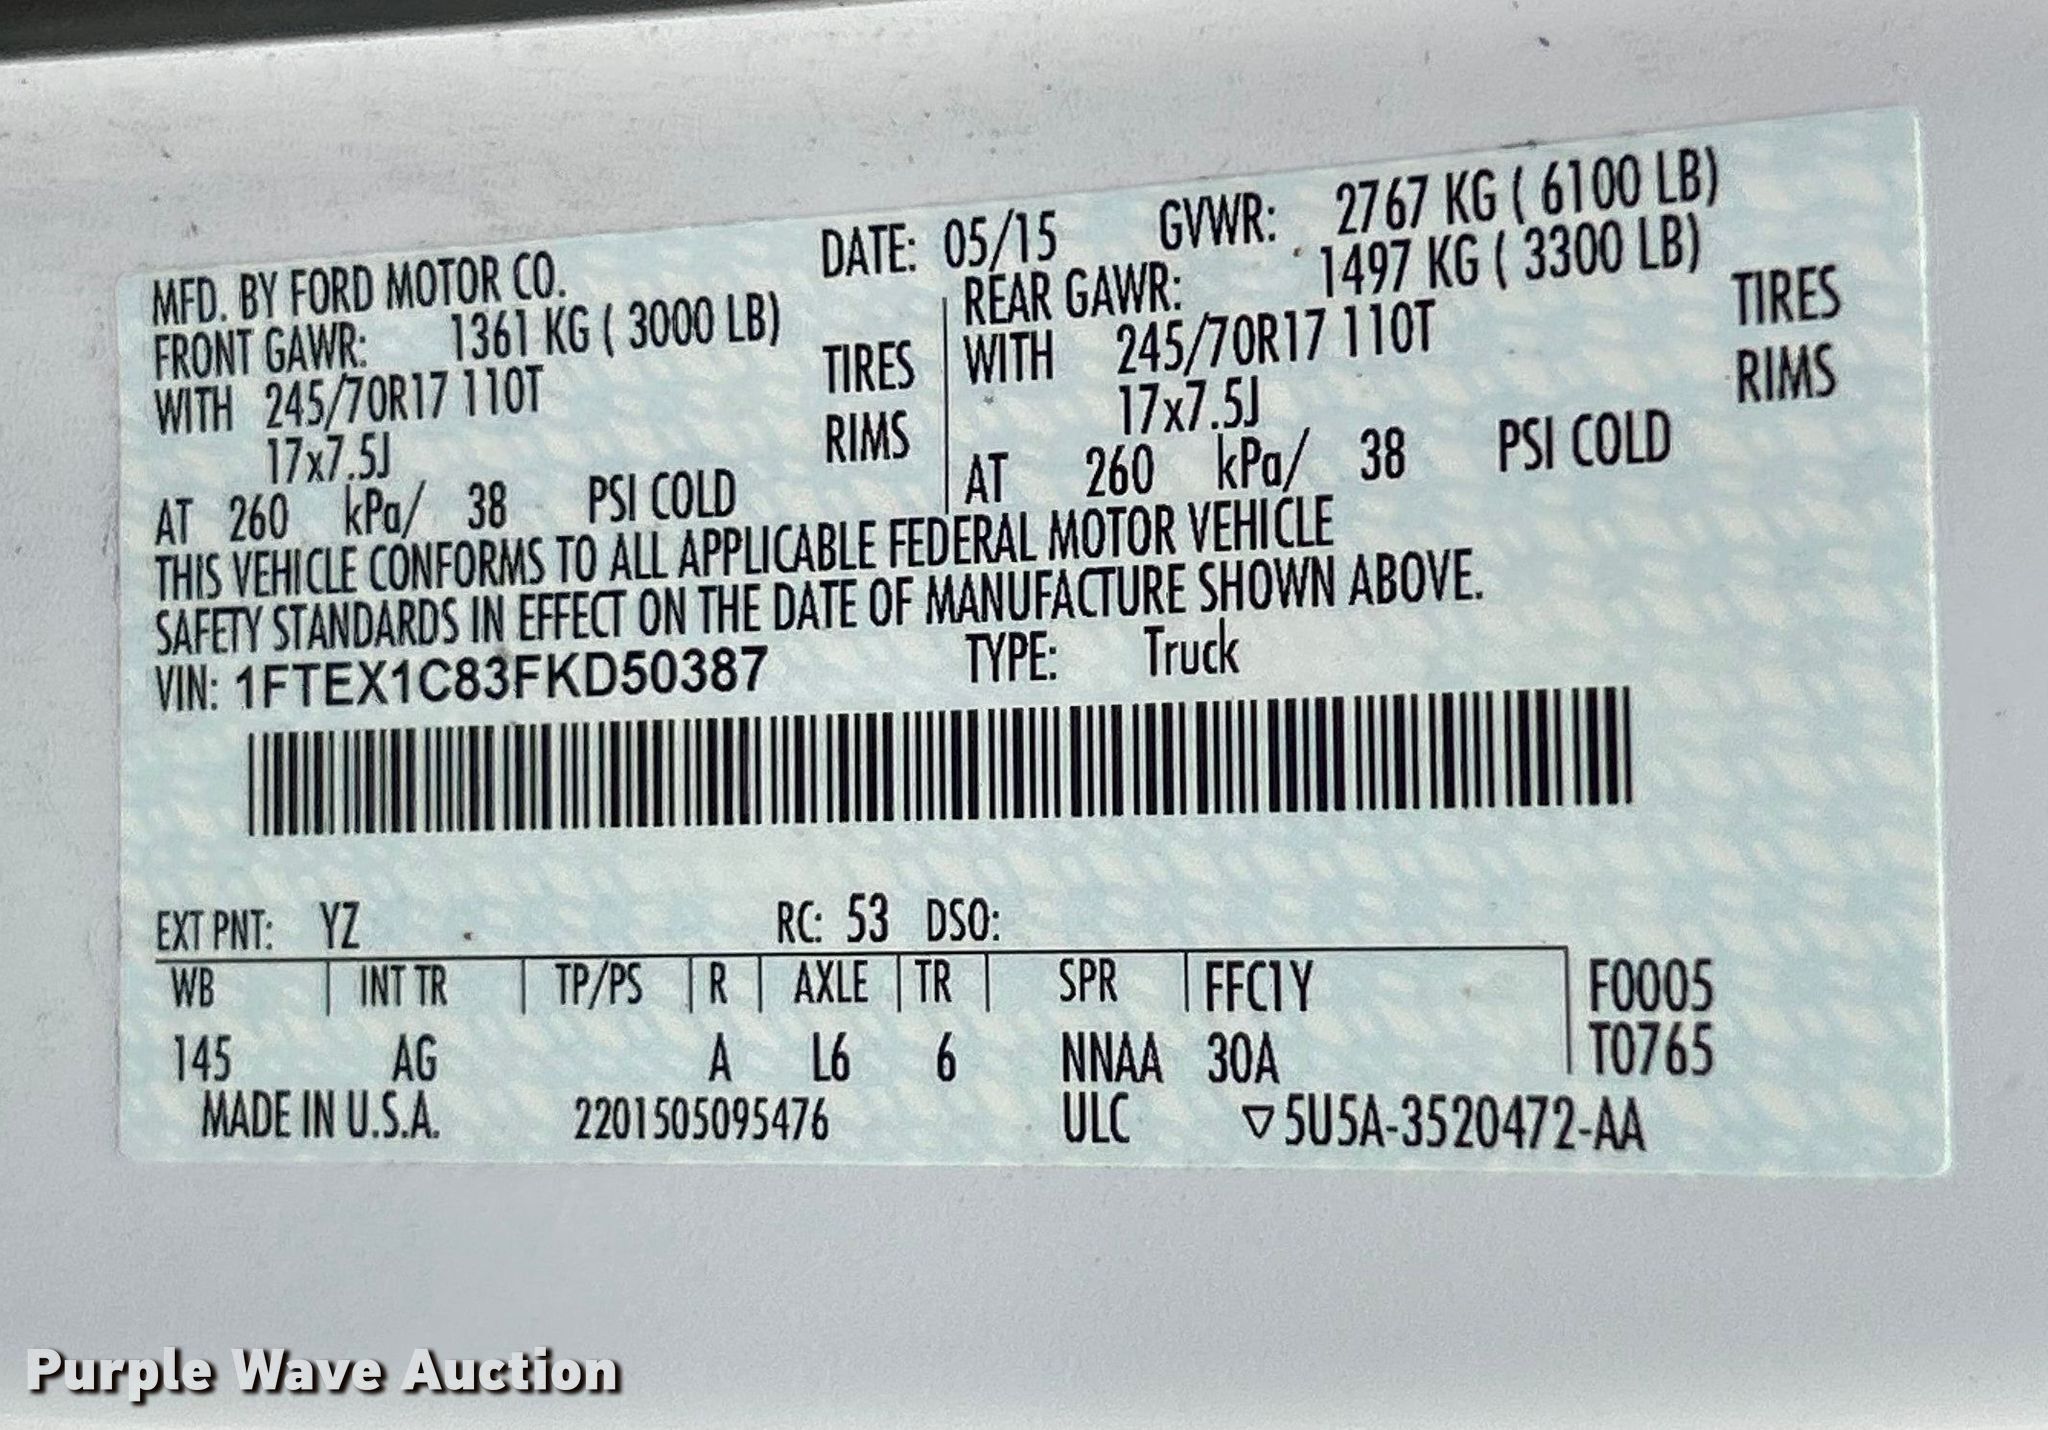 MFD. BY FORD MOTOR CO. DATE: 05/15 GVWR: 2767 KG ( 6100 LB)
FRONT GAWR: 1361 KG ( 3000 LB) REAR GAWR: 1497 KG ( 3300 LB)
WITH 245/70R17 110T TIRES WITH 245/70R17 110T TIRES
17x7.5J RIMS 17x7.5J RIMS
AT 260 kPa/ 38 PSI COLD AT 260 kPa/ 38 PSI COLD
THIS VEHICLE CONFORMS TO ALL APPLICABLE FEDERAL MOTOR VEHICLE
SAFETY STANDARDS IN EFFECT ON THE DATE OF MANUFACTURE SHOWN ABOVE.
VIN: 1FTEX1C83FKD50387 TYPE: Truck
EXT PNT: YZ RC: 53 DSO:
WB INT TR TP/PS R AXLE TR SPR FFC1Y F0005
145 AG A L6 6 NNAA 30A T0765
MADE IN U.S.A. 2201505095476 ULC ▽5U5A-3520472-AA
Purple Wave Auction